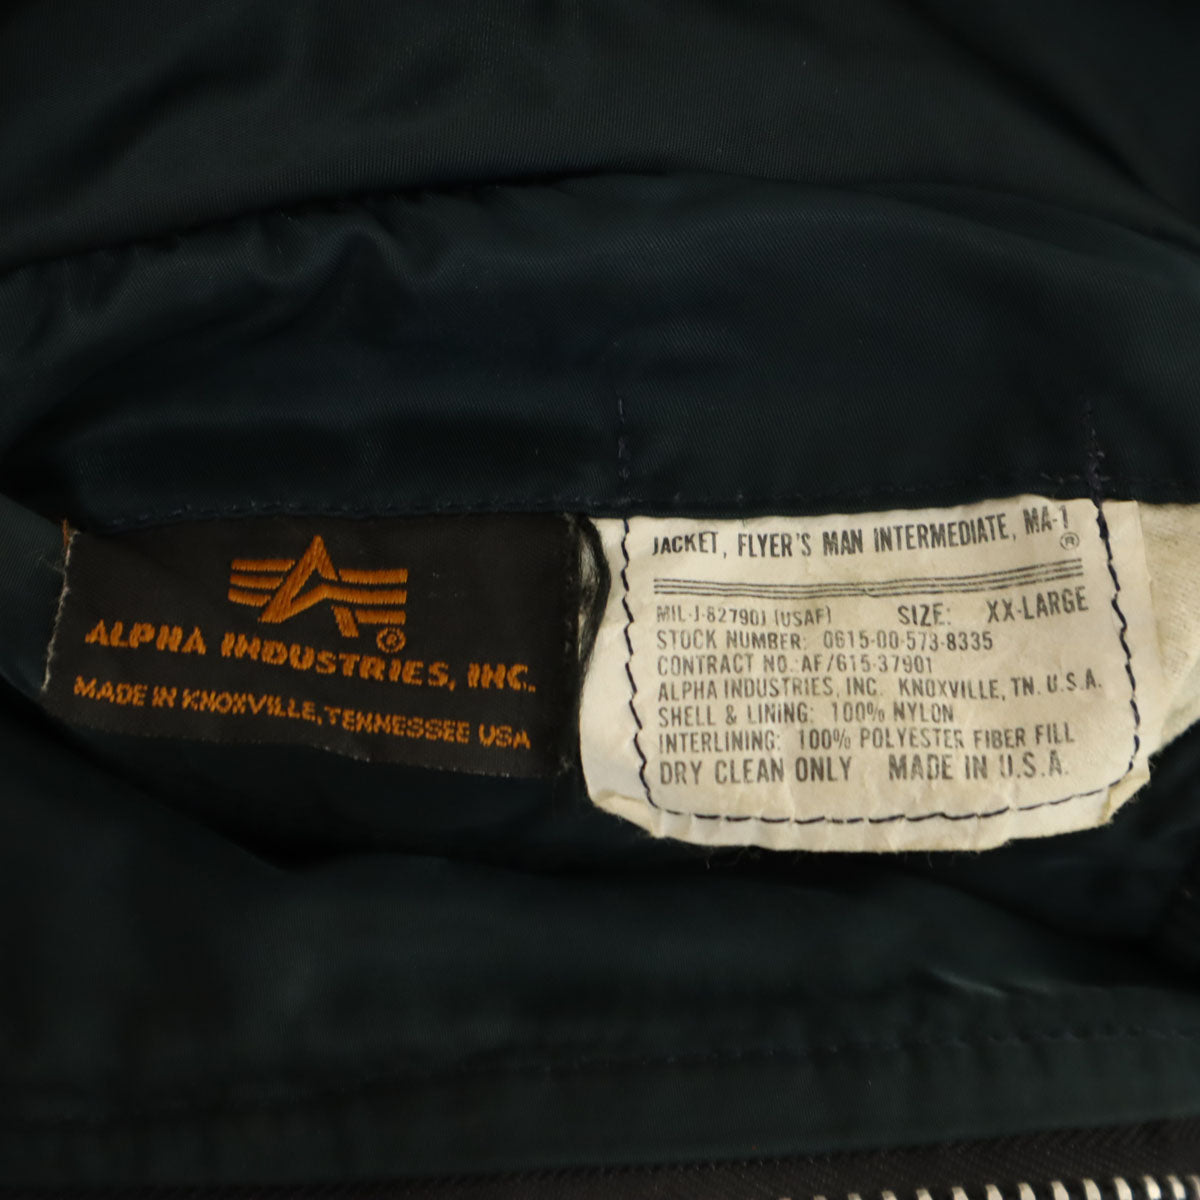 ALPHA INDUSTRIES, INC.
MADE IN KNOXVILLE, TENNESSEE USA
JACKET, FLYER'S MAN INTERMEDIATE, MA-1
MIL-J-82790J (USAF) SIZE: XX-LARGE
STOCK NUMBER: 0615-00-573-8335
CONTRACT NO.: AF/615-37901
ALPHA INDUSTRIES, INC. KNOXVILLE, TN. U.S.A.
SHELL & LINING: 100% NYLON
INTERLINING: 100% POLYESTER FIBER FILL
DRY CLEAN ONLY MADE IN U.S.A.